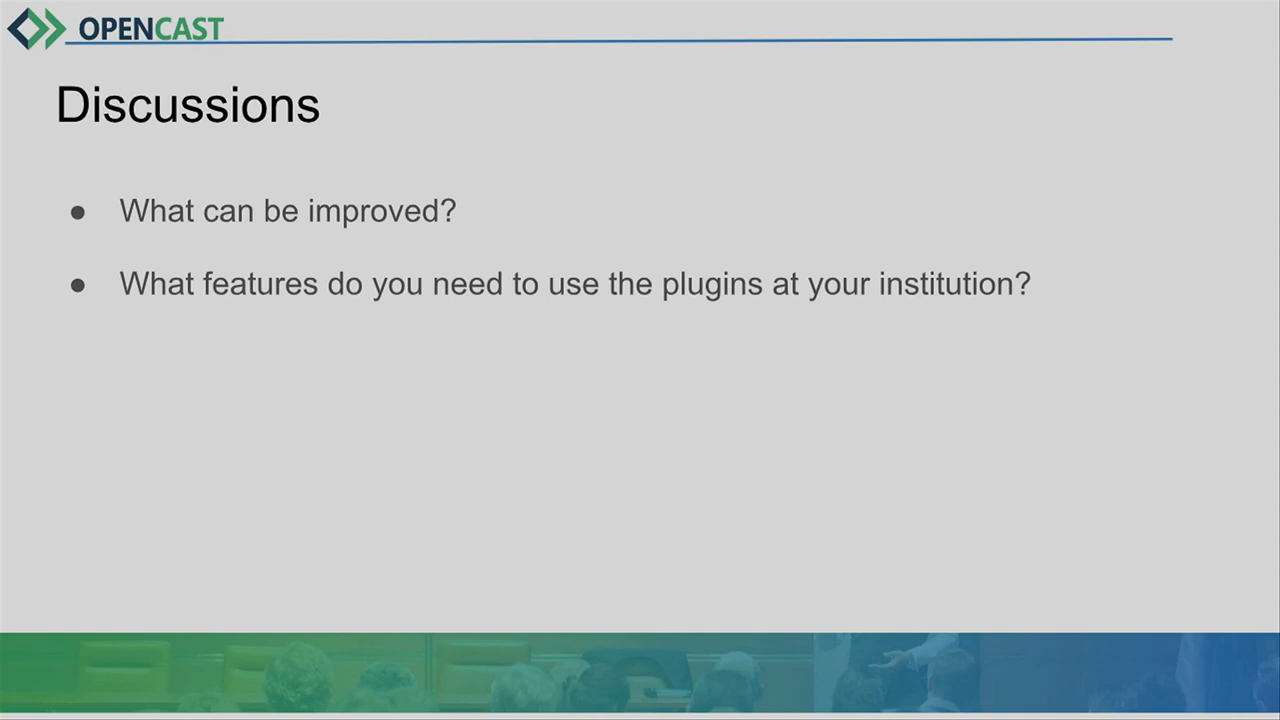 OPENCAST
Discussions
● What can be improved?
● What features do you need to use the plugins at your institution?